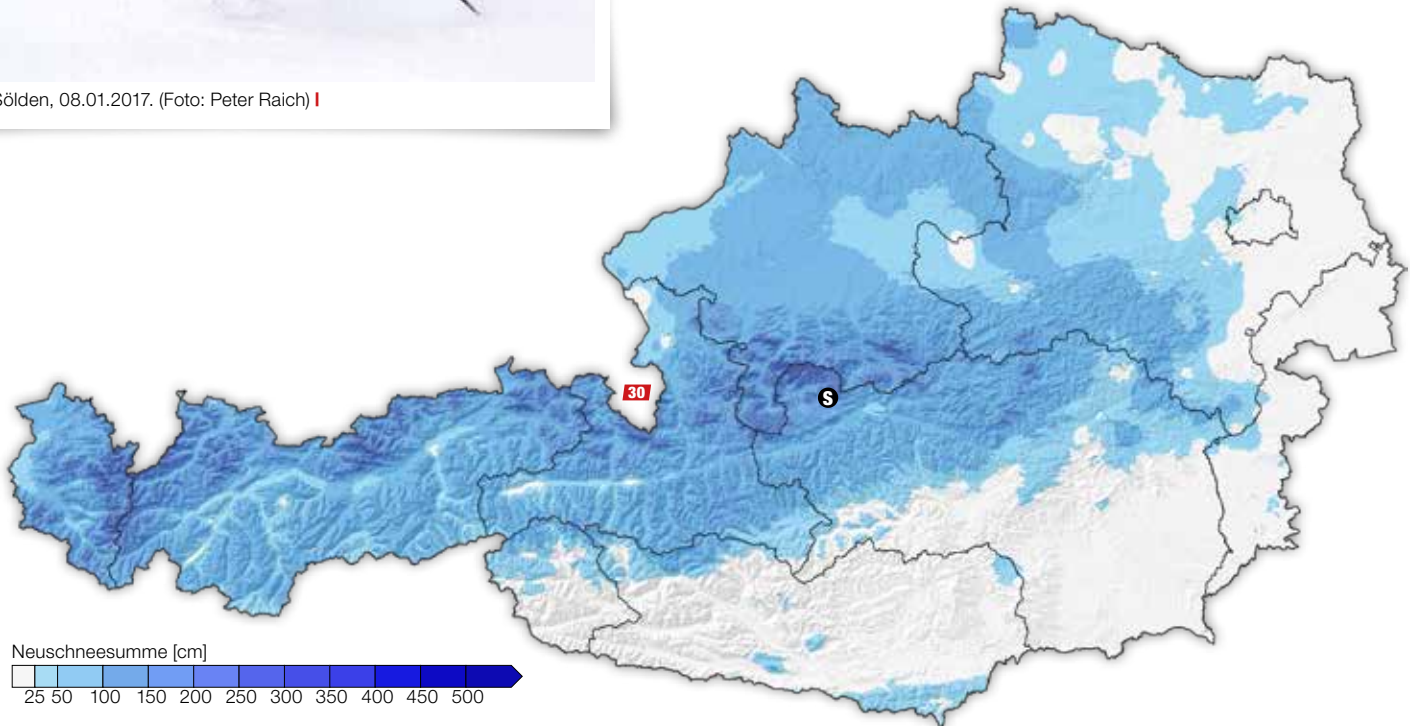 Sölden, 08.01.2017. (Foto: Peter Raich) I
30
S
Neuschneesumme [cm]
25 50 100 150 200 250 300 350 400 450 500